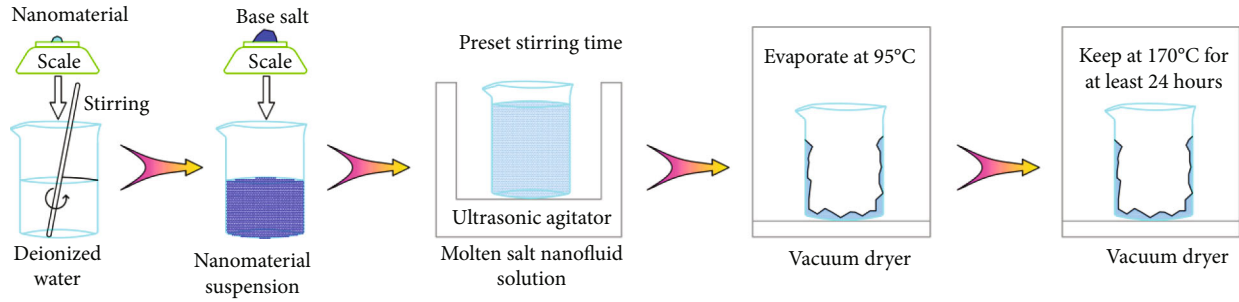 Nanomaterial
Scale
Stirring
Deionized
water
Base salt
Scale
Nanomaterial
suspension
Preset stirring time
Ultrasonic agitator
Molten salt nanofluid
solution
Evaporate at 95°C
Vacuum dryer
Keep at 170°C for
at least 24 hours
Vacuum dryer